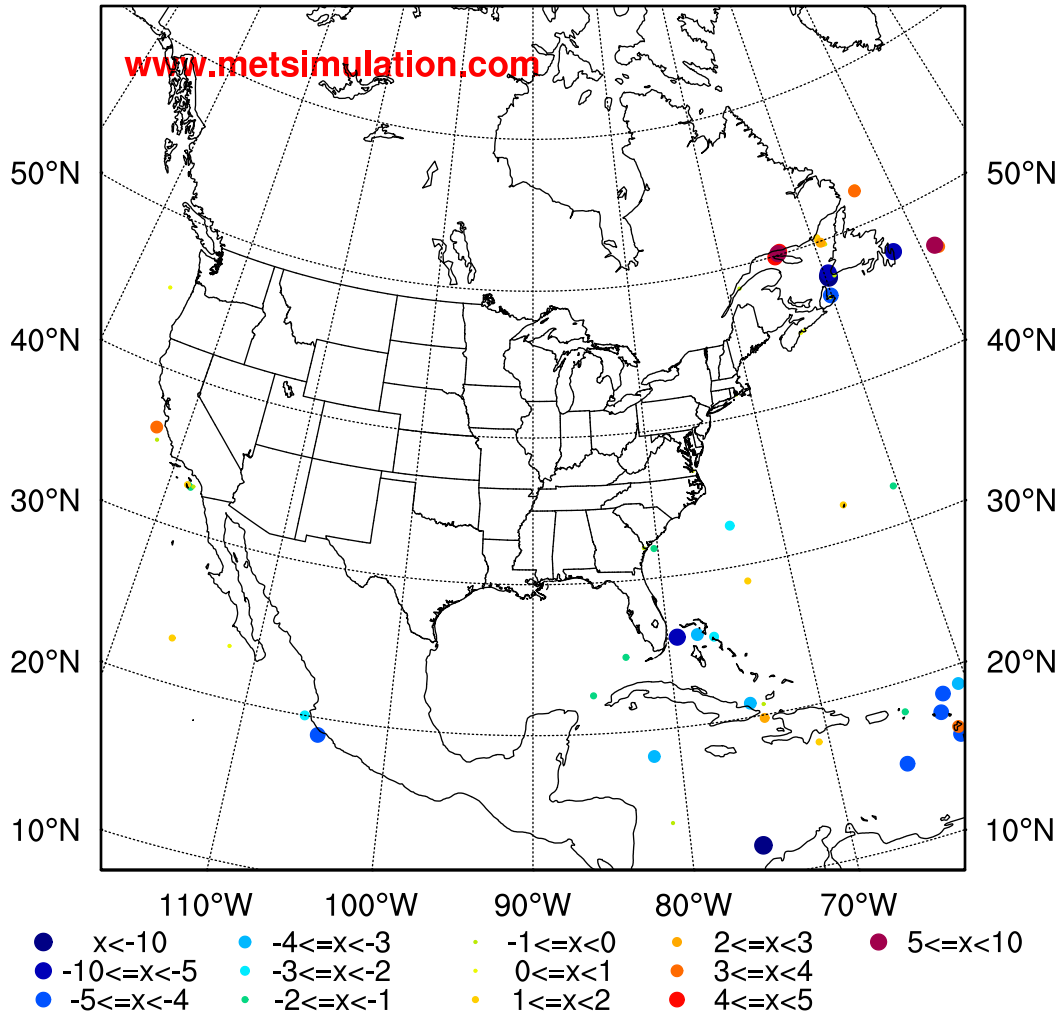 www.metsimulation.com
50°N 50°N
40°N 40°N
30°N 30°N
20°N 20°N
10°N 10°N
110°W 100°W 90°W 80°W 70°W
x<-10 -4<=x<-3 -1<=x<0 2<=x<3 5<=x<10
-10<=x<-5 -3<=x<-2 0<=x<1 3<=x<4
-5<=x<-4 -2<=x<-1 1<=x<2 4<=x<5